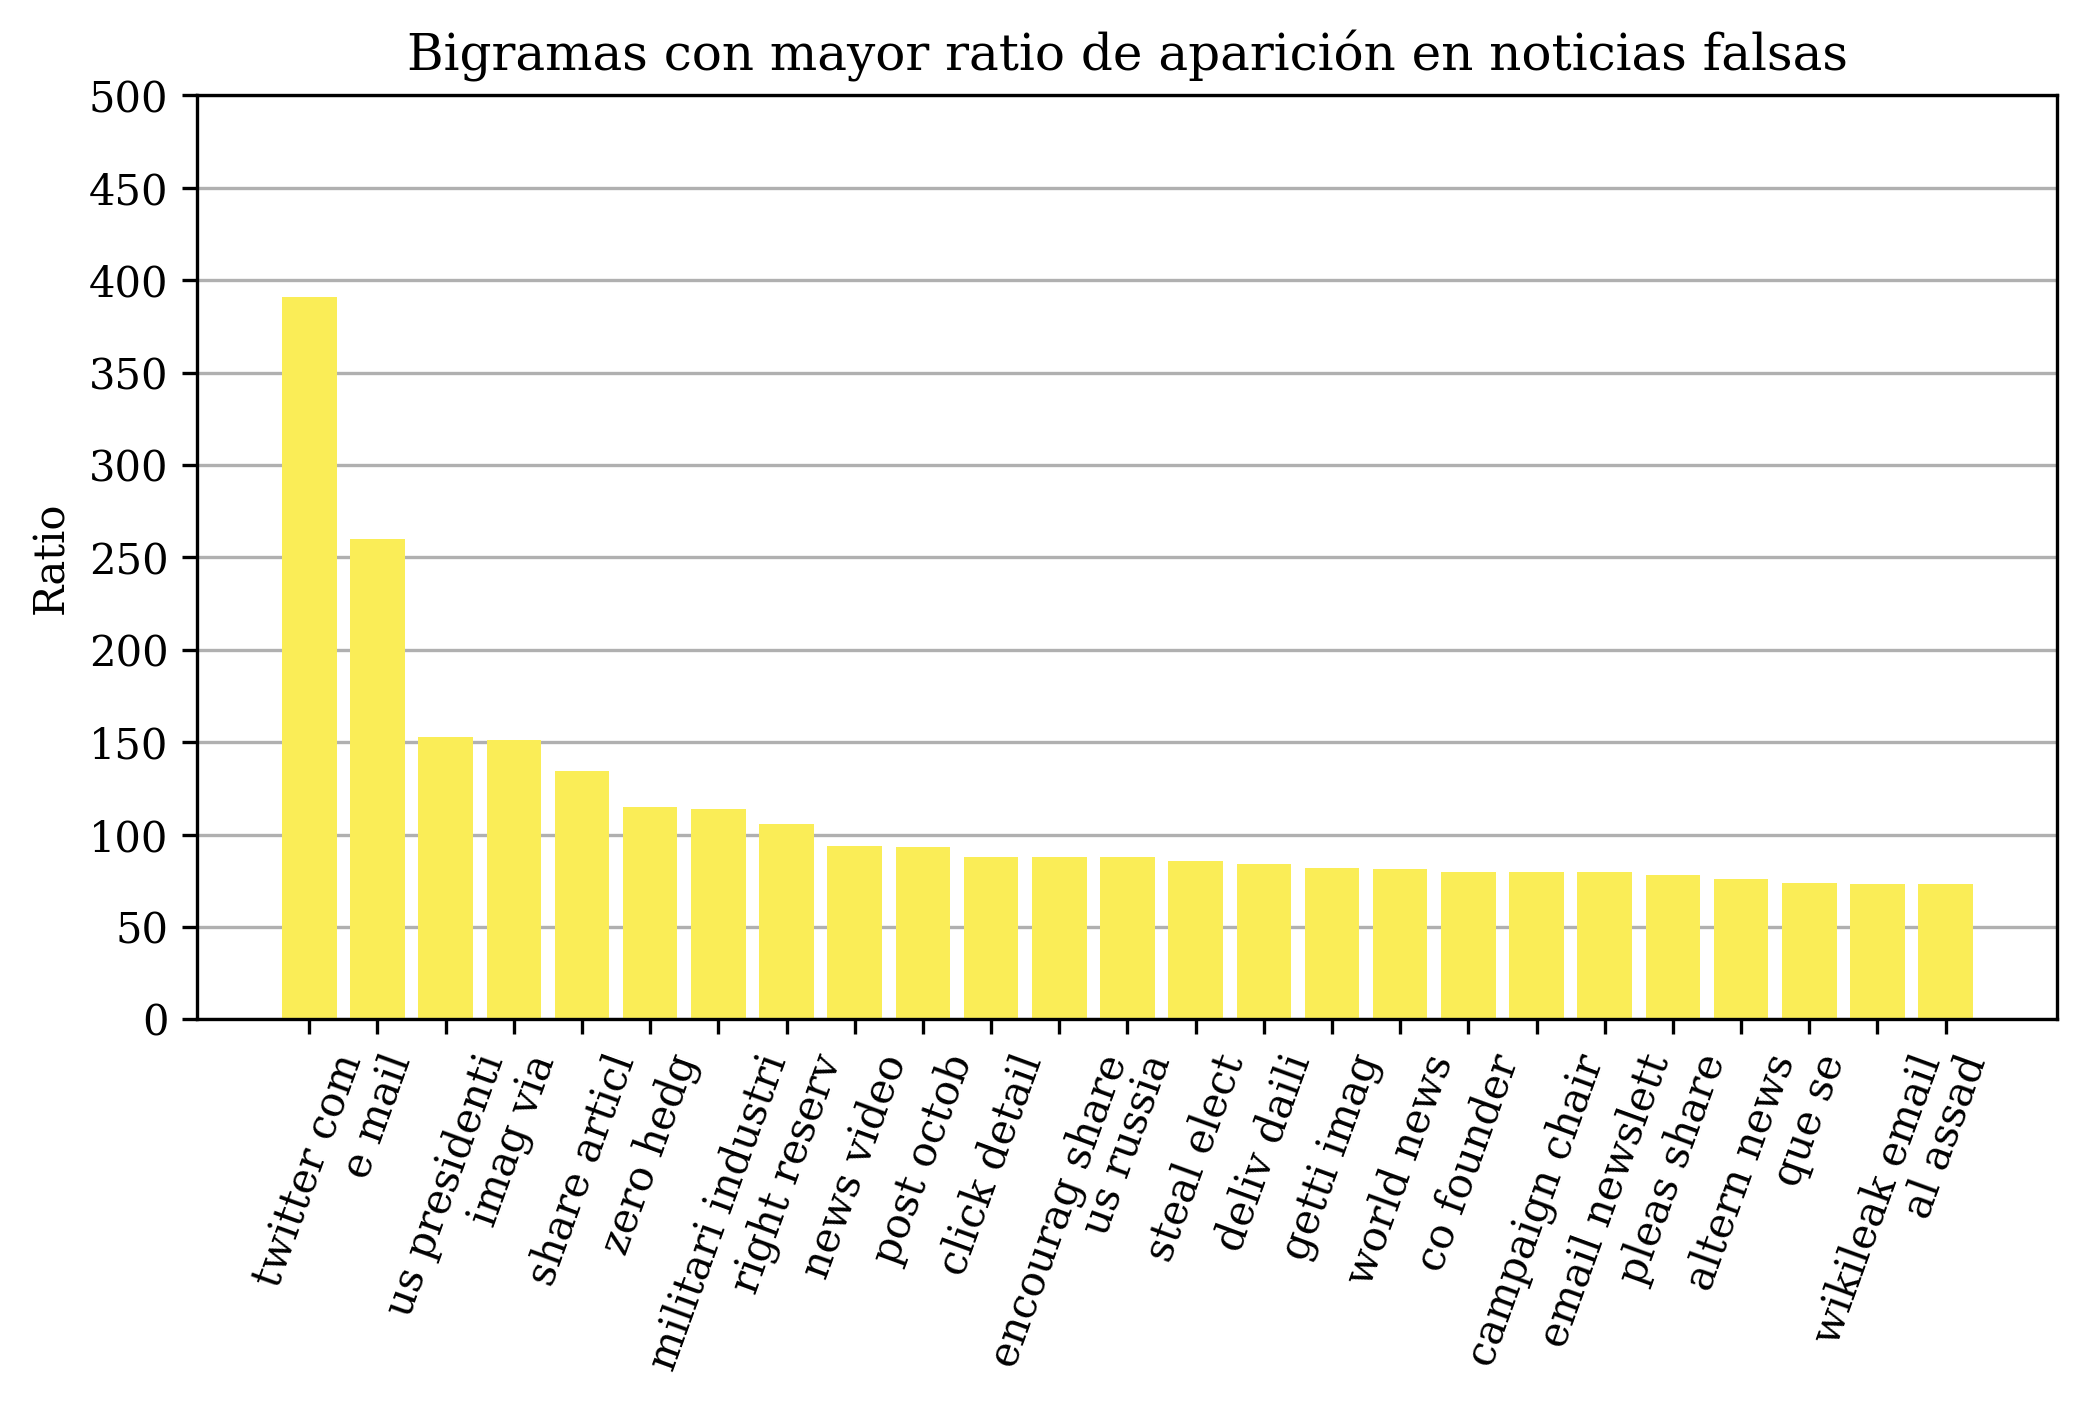 Bigramas con mayor ratio de aparición en noticias falsas
Ratio
500
450
400
350
300
250
200
150
100
50
0
twitter com
e mail
us presidenti
imag via
share articl
zero hedg
militari industri
right reserv
news video
post octob
click detail
encourag share
us russia
steal elect
deliv daili
getti imag
world news
co founder
campaign chair
email newslett
pleas share
altern news
que se
wikileak email
al assad